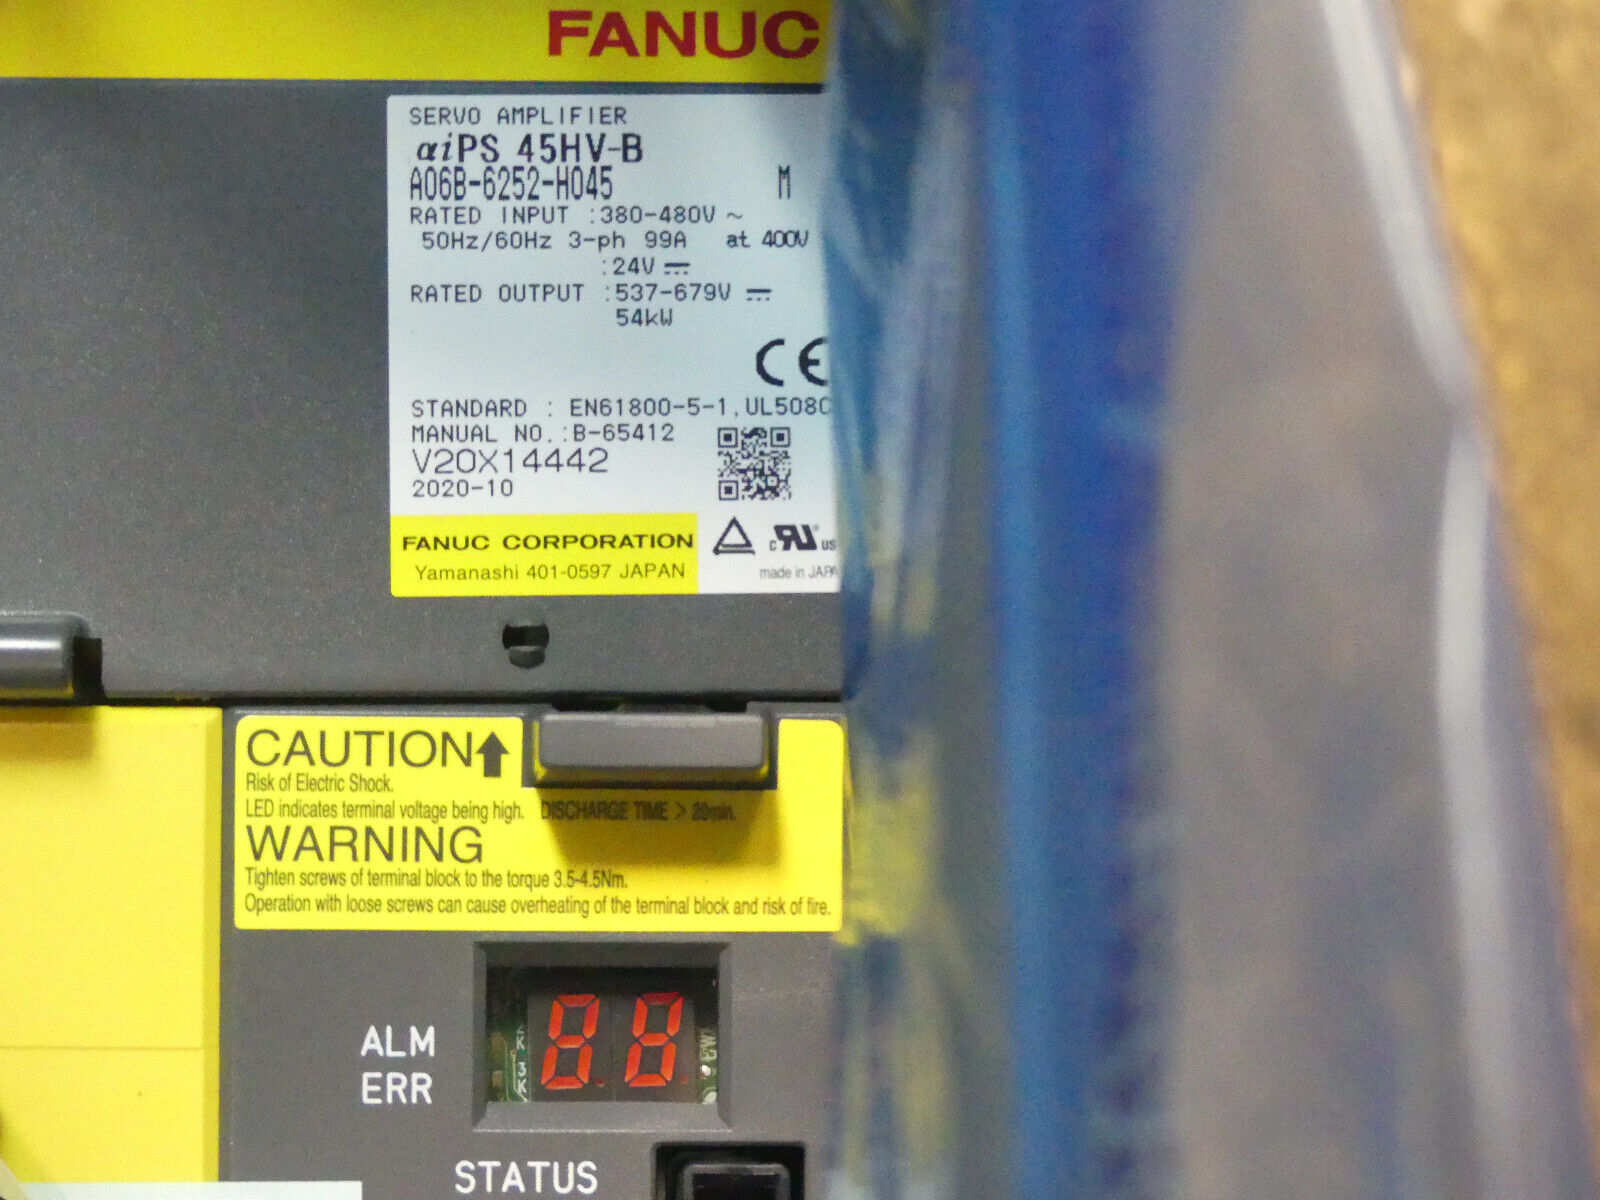 FANUC
SERVO AMPLIFIER
αiPS 45HV-B
A06B-6252-H045 M
RATED INPUT :380-480V ~
50Hz/60Hz 3-ph 99A at 400V
:24V ⎓
RATED OUTPUT :537-679V ⎓
54kW
CE
STANDARD : EN61800-5-1,UL508C
MANUAL NO.:B-65412
V20X14442
2020-10
FANUC CORPORATION
Yamanashi 401-0597 JAPAN
c RU us
made in JAPA
CAUTION
Risk of Electric Shock.
LED indicates terminal voltage being high. DISCHARGE TIME > 20min.
WARNING
Tighten screws of terminal block to the torque 3.5-4.5Nm.
Operation with loose screws can cause overheating of the terminal block and risk of fire.
88
ALM
ERR
STATUS